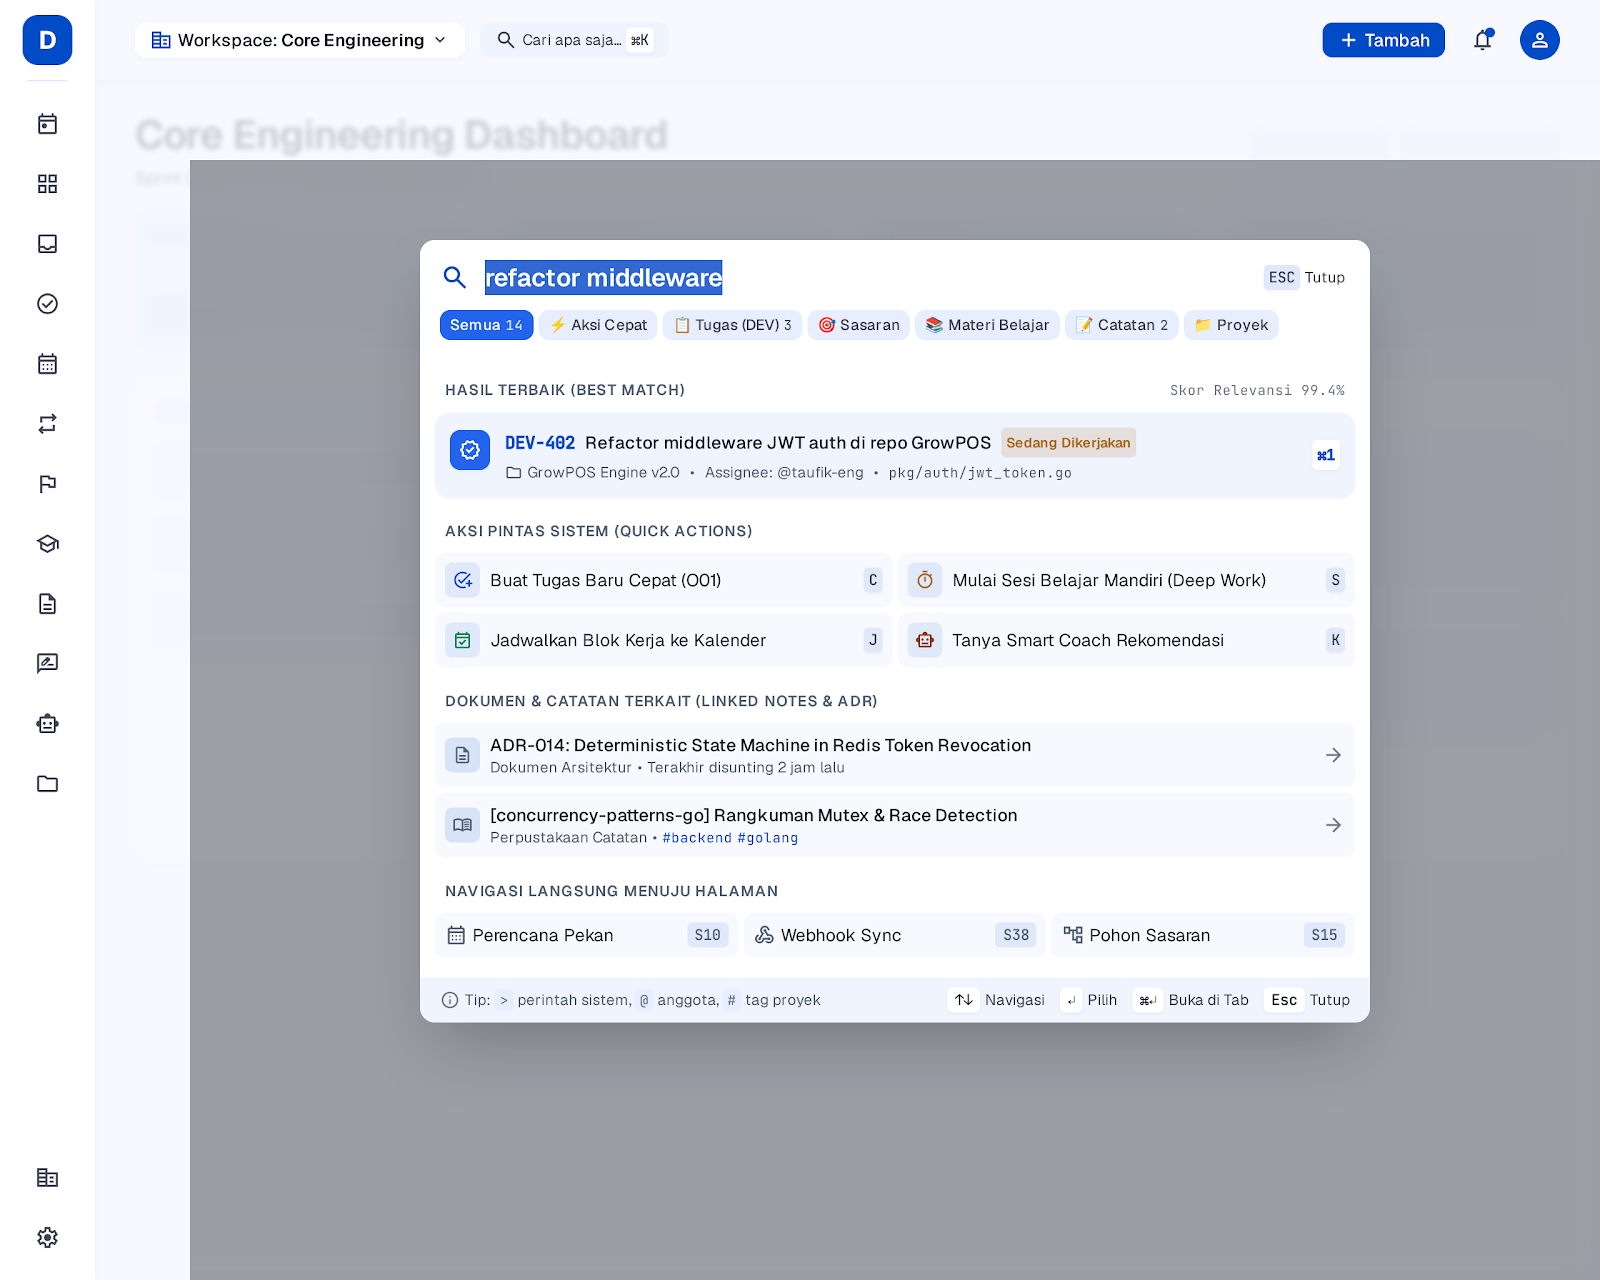 D
Workspace: Core Engineering
Cari apa saja... ⌘K
+ Tambah
Core Engineering Dashboard
refactor middleware
ESC Tutup
Semua 14
⚡ Aksi Cepat
📋 Tugas (DEV) 3
🎯 Sasaran
📚 Materi Belajar
📝 Catatan 2
📁 Proyek
HASIL TERBAIK (BEST MATCH)
Skor Relevansi 99.4%
DEV-402 Refactor middleware JWT auth di repo GrowPOS Sedang Dikerjakan
GrowPOS Engine v2.0 • Assignee: @taufik-eng • pkg/auth/jwt_token.go
⌘1
AKSI PINTAS SISTEM (QUICK ACTIONS)
Buat Tugas Baru Cepat (001) C
Mulai Sesi Belajar Mandiri (Deep Work) S
Jadwalkan Blok Kerja ke Kalender J
Tanya Smart Coach Rekomendasi K
DOKUMEN & CATATAN TERKAIT (LINKED NOTES & ADR)
ADR-014: Deterministic State Machine in Redis Token Revocation
Dokumen Arsitektur • Terakhir disunting 2 jam lalu
[concurrency-patterns-go] Rangkuman Mutex & Race Detection
Perpustakaan Catatan • #backend #golang
NAVIGASI LANGSUNG MENUJU HALAMAN
Perencana Pekan S10
Webhook Sync S38
Pohon Sasaran S15
Tip: > perintah sistem, @ anggota, # tag proyek
↑↓ Navigasi ↵ Pilih ⌘↵ Buka di Tab Esc Tutup